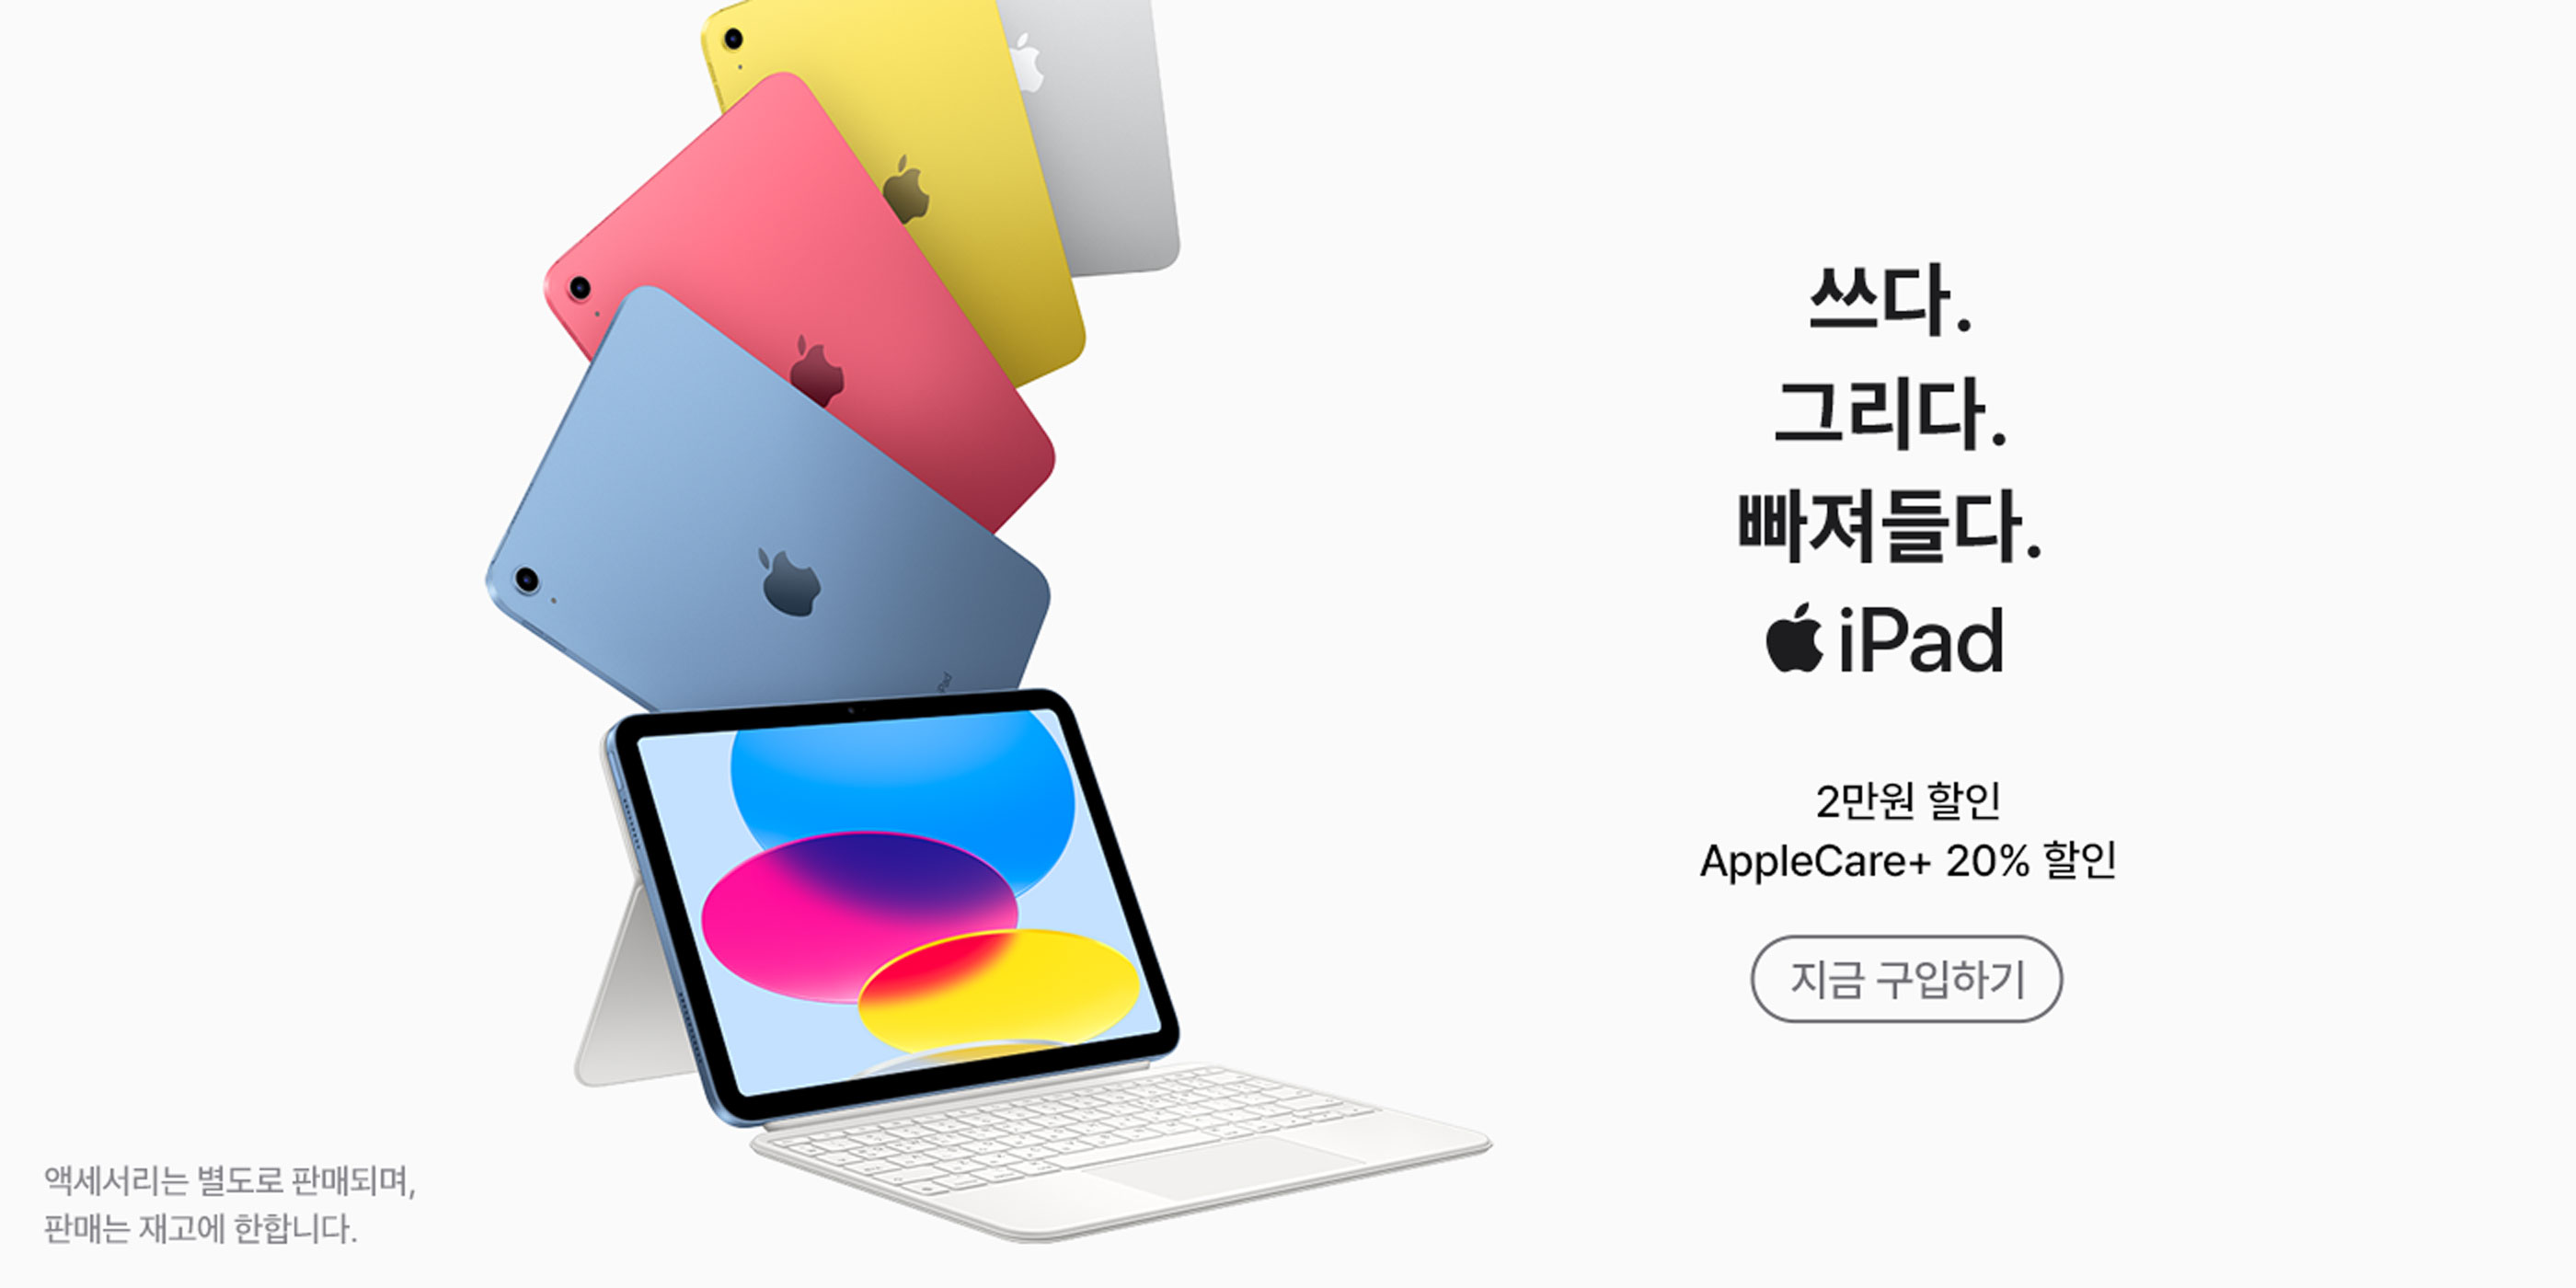 쓰다.
그리다.
빠져들다.
iPad
2만원 할인
AppleCare+ 20% 할인
지금 구입하기
액세서리는 별도로 판매되며,
판매는 재고에 한합니다.
iPad